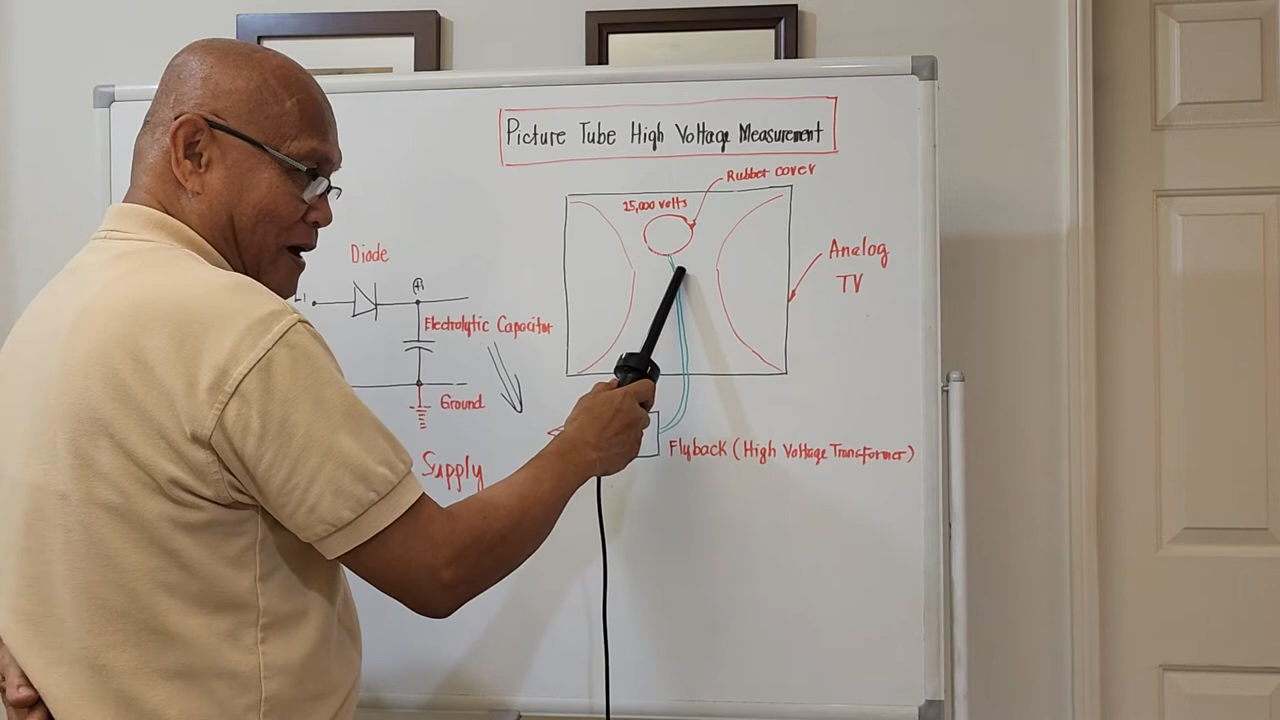 Picture Tube High Voltage Measurement
Rubber cover
25,000 volts
Analog
TV
Diode
(+)
Electrolytic Capacitor
Ground
Supply
Flyback (High Voltage Transformer)